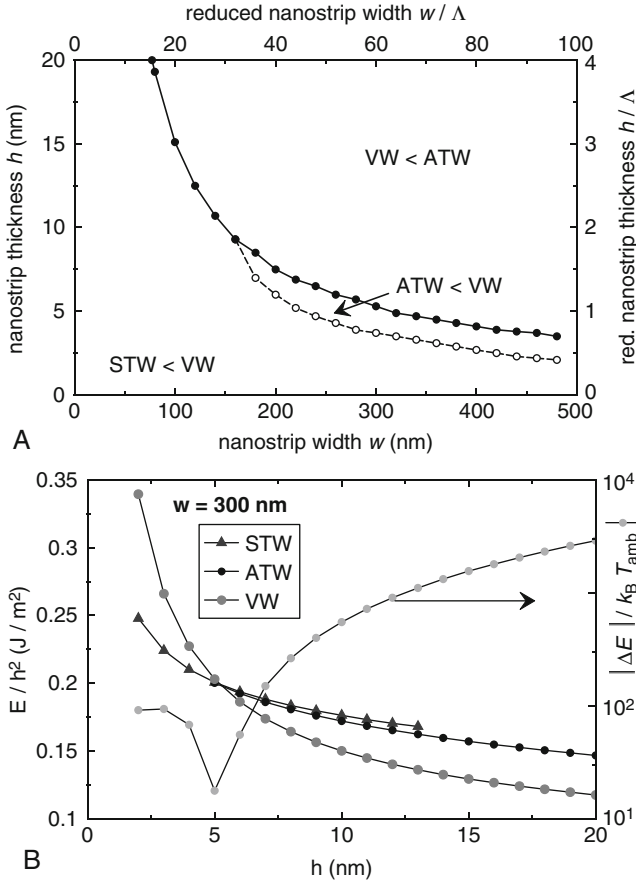 reduced nanostrip width w / Λ
0 20 40 60 80 100
20
15
10
5
0
nanostrip thickness h (nm)
4
3
2
1
0
red. nanostrip thickness h / Λ
VW < ATW
ATW < VW
STW < VW
0 100 200 300 400 500
A
nanostrip width w (nm)
0.35
0.3
0.25
0.2
0.15
0.1
E / h² (J / m²)
w = 300 nm
STW
ATW
VW
10⁴
10²
10¹
| ΔE | / k_B T_amb
0 5 10 15 20
B
h (nm)